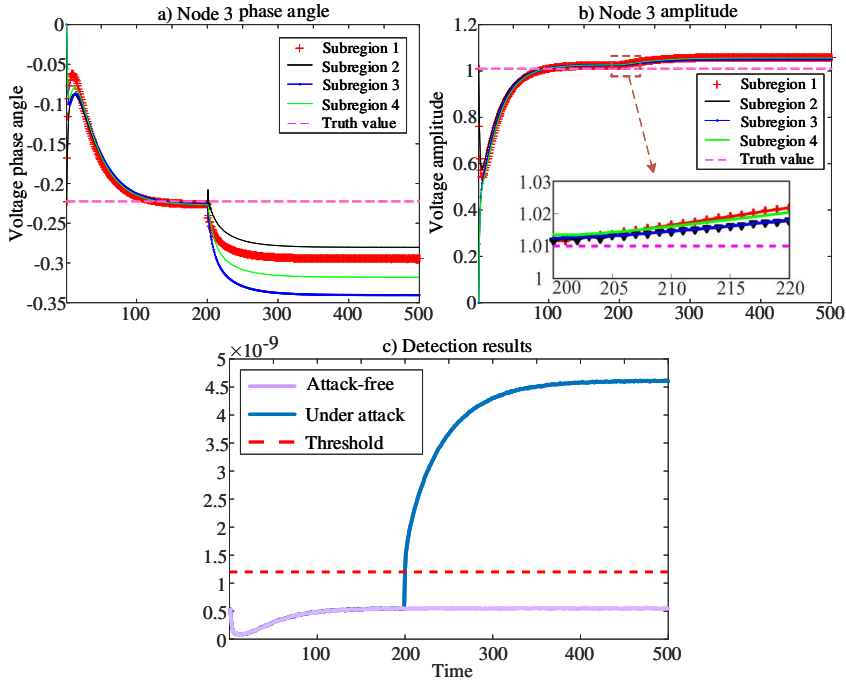 a) Node 3 phase angle
0
-0.05
-0.1
-0.15
-0.2
-0.25
-0.3
-0.35
Voltage phase angle
Subregion 1
Subregion 2
Subregion 3
Subregion 4
Truth value
100
200
300
400
500
b) Node 3 amplitude
1.2
1
0.8
0.6
0.4
0.2
0
Voltage amplitude
Subregion 1
Subregion 2
Subregion 3
Subregion 4
Truth value
1.03
1.02
1.01
1
200
205
210
215
220
100
200
300
400
500
c) Detection results
×10^-9
5
4.5
4
3.5
3
2.5
2
1.5
1
0.5
0
Attack-free
Under attack
Threshold
100
200
300
400
500
Time